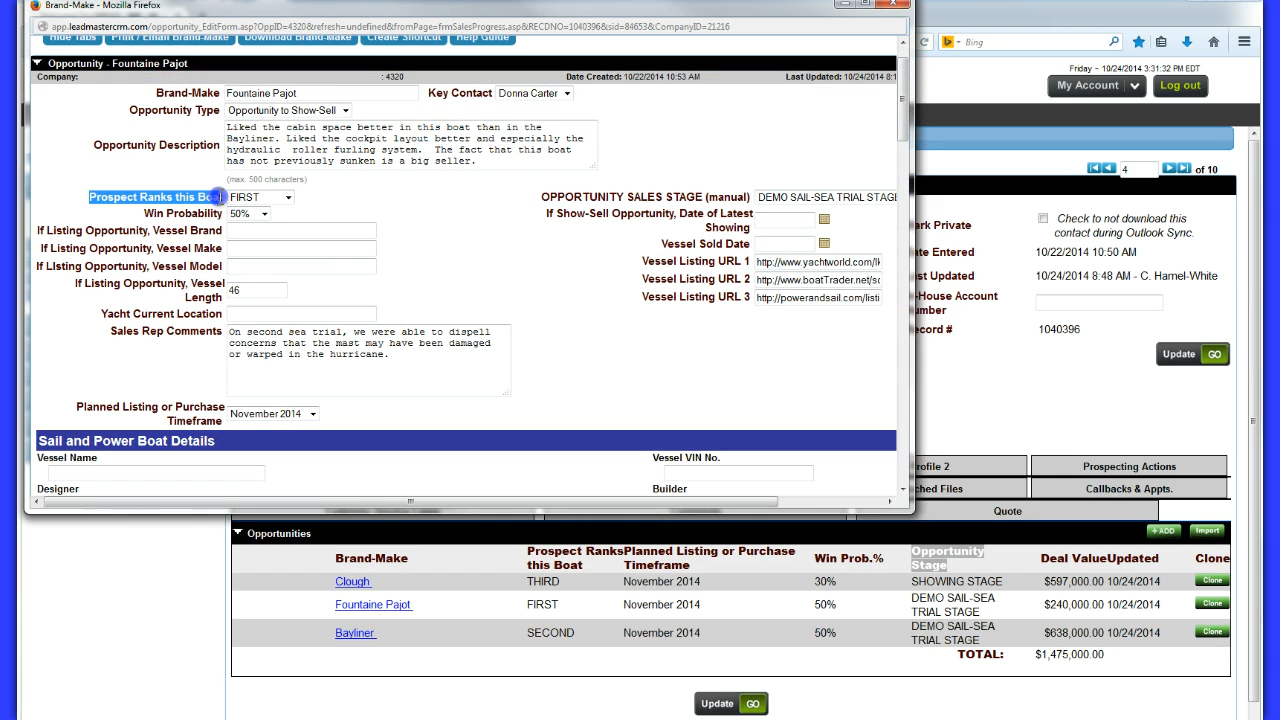 Brand-Make - Mozilla Firefox
app.leadmastercrm.com/opportunity_EditForm.asp?OppID=4320&refresh=undefined&fromPage=frmSalesProgress.asp&RECDNO=1040396&sid=84653&CompanyID=21216
Hide Tabs Print / Email Brand-Make Download Brand-Make Create Shortcut Help Guide
Opportunity - Fountaine Pajot
Company: : 4320 Date Created: 10/22/2014 10:53 AM Last Updated: 10/24/2014 8:1
Brand-Make Fountaine Pajot Key Contact Donna Carter
Opportunity Type Opportunity to Show-Sell
Opportunity Description
Liked the cabin space better in this boat than in the
Bayliner. Liked the cockpit layout better and especially the
hydraulic roller furling system. The fact that this boat
has not previously sunken is a big seller.
(max. 500 characters)
Prospect Ranks this Boat FIRST
Win Probability 50%
If Listing Opportunity, Vessel Brand
If Listing Opportunity, Vessel Make
If Listing Opportunity, Vessel Model
If Listing Opportunity, Vessel
Length 46
Yacht Current Location
Sales Rep Comments
On second sea trial, we were able to dispell
concerns that the mast may have been damaged
or warped in the hurricane.
Planned Listing or Purchase
Timeframe November 2014
OPPORTUNITY SALES STAGE (manual) DEMO SAIL-SEA TRIAL STAGE
If Show-Sell Opportunity, Date of Latest
Showing
Vessel Sold Date
Vessel Listing URL 1 http://www.yachtworld.com/l
Vessel Listing URL 2 http://www.boatTrader.net/s
Vessel Listing URL 3 http://powerandsail.com/listi
Sail and Power Boat Details
Vessel Name Vessel VIN No.
Designer Builder
Bing
Friday - October 24, 2014 3:31:32 PM EDT
My Account Log out
4 of 10
ark Private
Check to not download this
contact during Outlook Sync.
ate Entered 10/22/2014 10:50 AM
ast Updated 10/24/2014 8:48 AM - C. Hamel-White
-House Account
umber
ecord # 1040396
Update GO
rofile 2 Prospecting Actions
ched Files Callbacks & Appts.
Quote
Opportunities + ADD Import
Brand-Make Prospect Ranks this Boat Planned Listing or Purchase Timeframe Win Prob.% Opportunity Stage Deal Value Updated Clone
Clough THIRD November 2014 30% SHOWING STAGE $597,000.00 10/24/2014 Clone
Fountaine Pajot FIRST November 2014 50% DEMO SAIL-SEA TRIAL STAGE $240,000.00 10/24/2014 Clone
Bayliner SECOND November 2014 50% DEMO SAIL-SEA TRIAL STAGE $638,000.00 10/24/2014 Clone
TOTAL: $1,475,000.00
Update GO